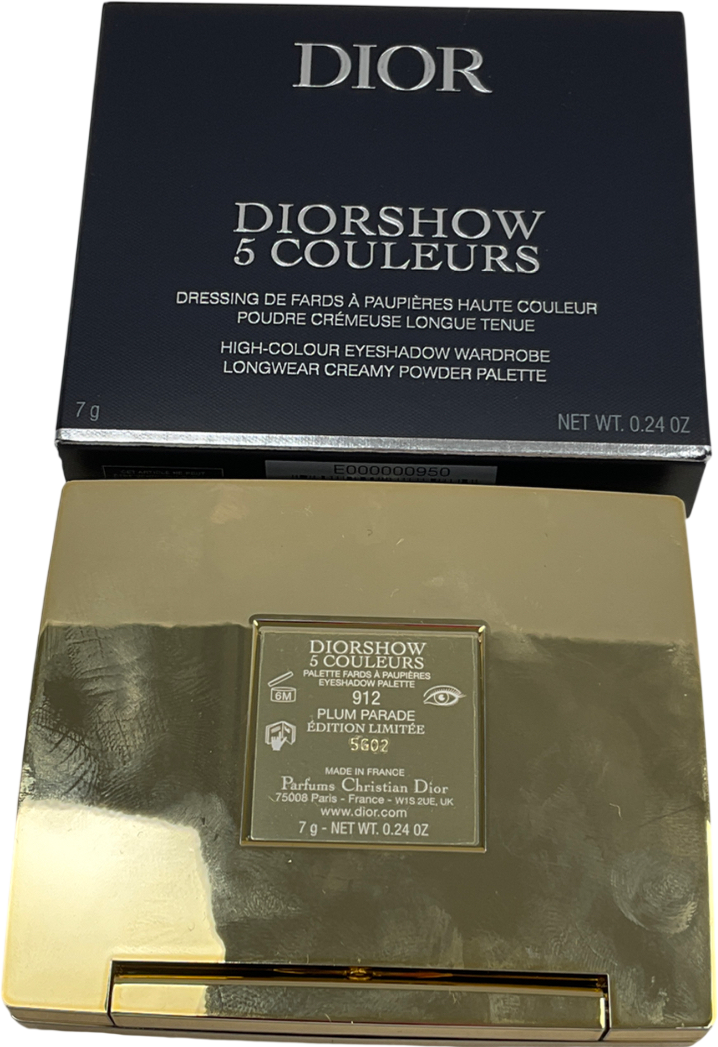 DIOR
DIORSHOW
5 COULEURS
DRESSING DE FARDS À PAUPIÈRES HAUTE COULEUR
POUDRE CRÉMEUSE LONGUE TENUE
HIGH-COLOUR EYESHADOW WARDROBE
LONGWEAR CREAMY POWDER PALETTE
7 g
NET WT. 0.24 OZ
E000000950
DIORSHOW
5 COULEURS
PALETTE FARDS À PAUPIÈRES
EYESHADOW PALETTE
6M
912
PLUM PARADE
ÉDITION LIMITÉE
5G02
MADE IN FRANCE
Parfums Christian Dior
75008 Paris - France - W1S 2UE, UK
www.dior.com
7 g - NET WT. 0.24 OZ